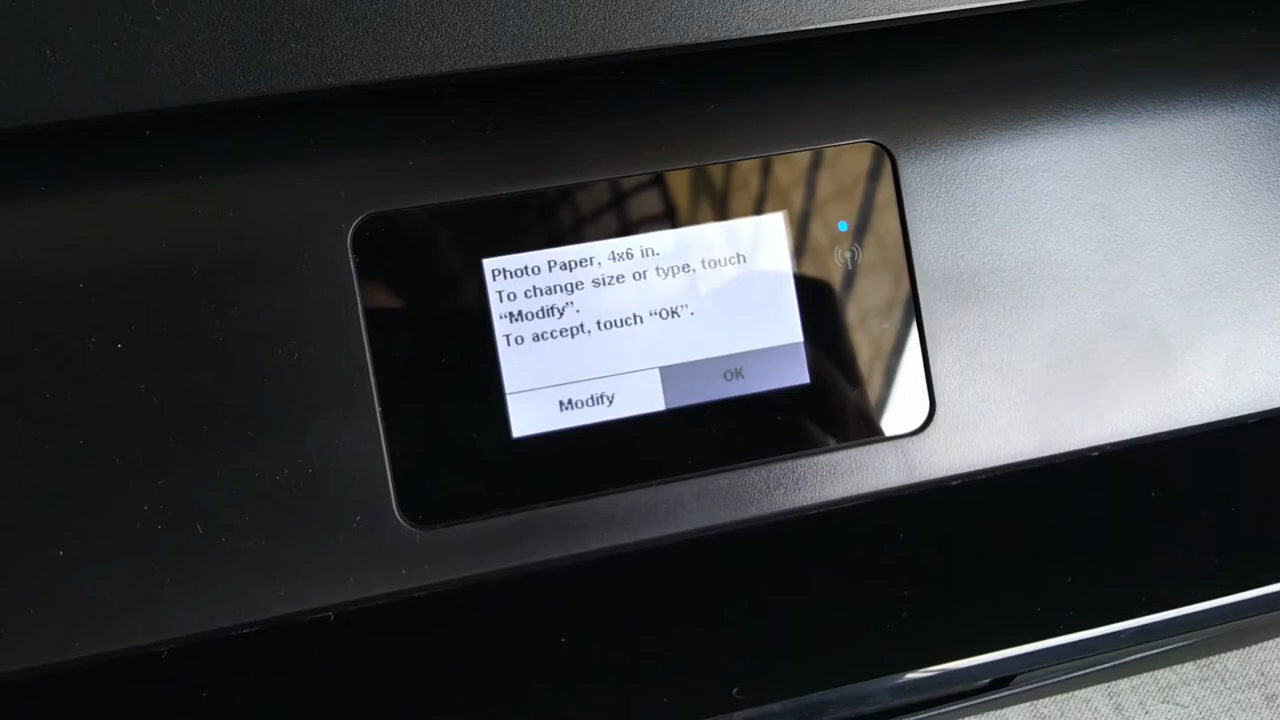 Photo Paper, 4x6 in.
To change size or type, touch
“Modify”.
To accept, touch “OK”.
Modify
OK